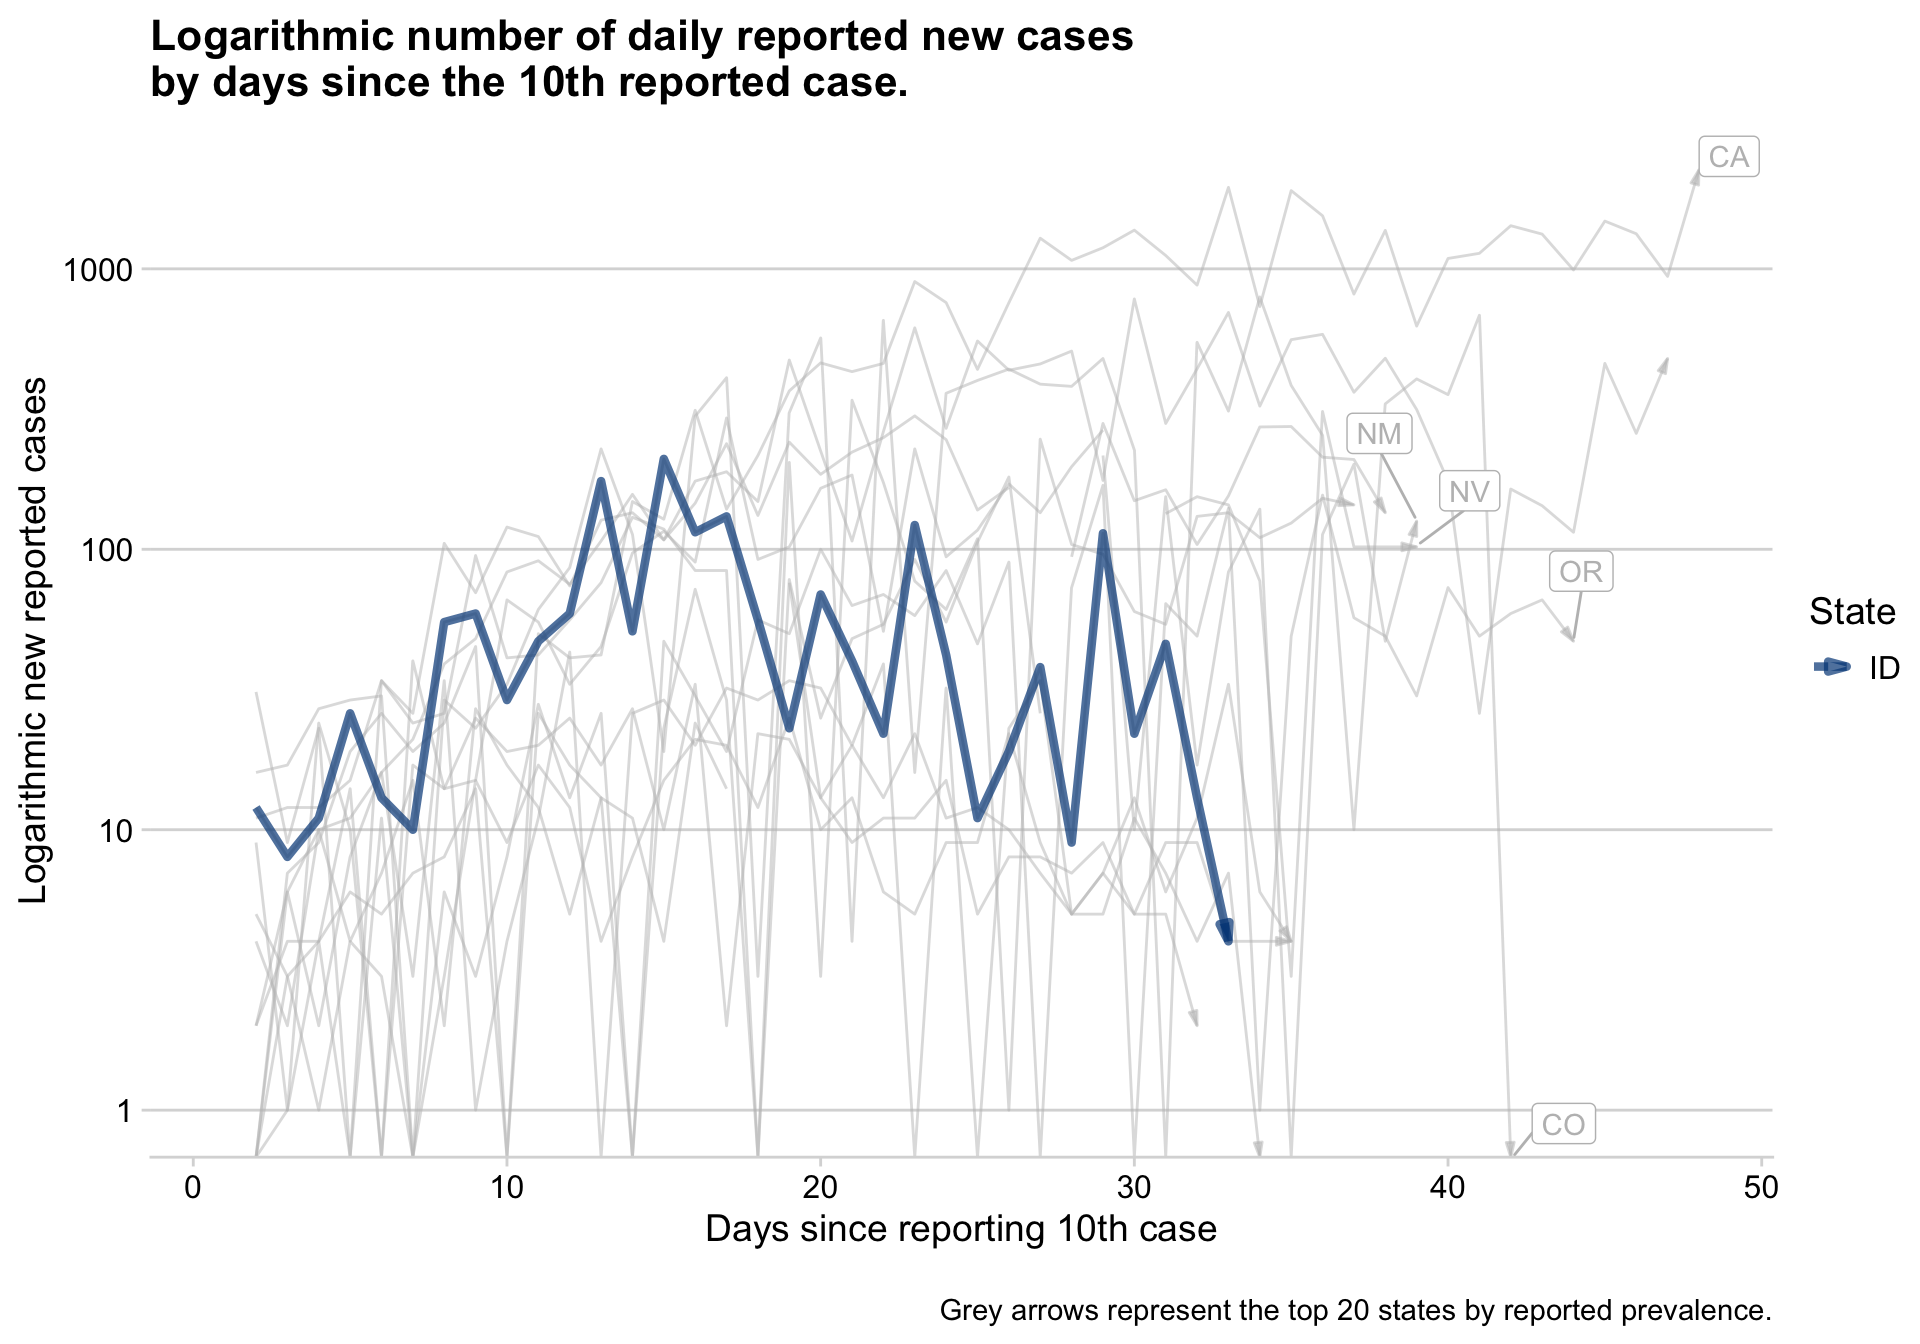 Logarithmic number of daily reported new cases
by days since the 10th reported case.
Logarithmic new reported cases
1000
100
10
1
CA
NM
NV
OR
CO
State
ID
0 10 20 30 40 50
Days since reporting 10th case
Grey arrows represent the top 20 states by reported prevalence.